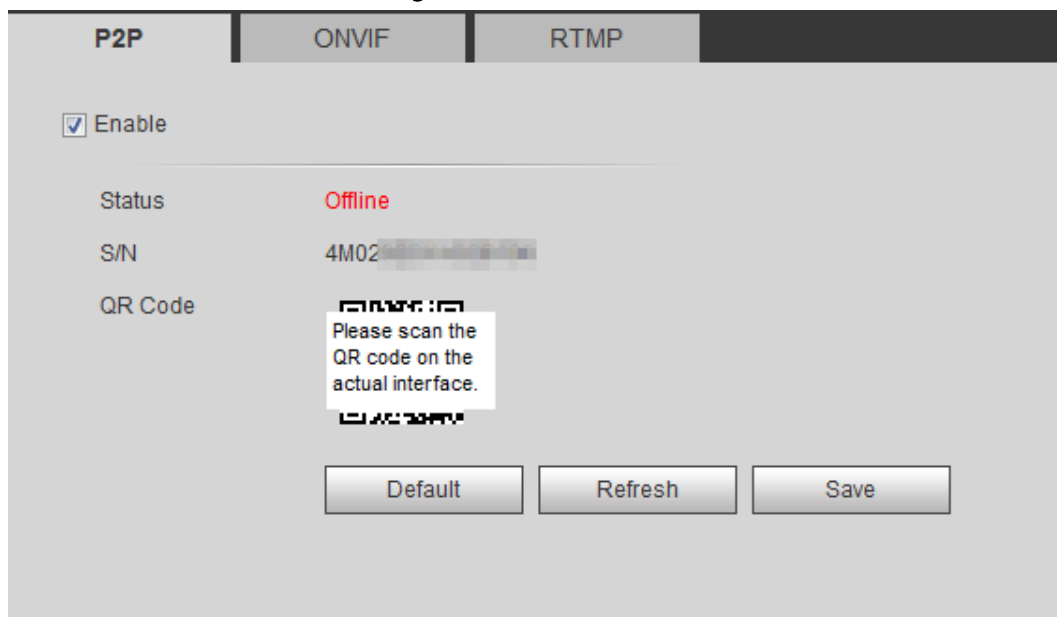 P2P ONVIF RTMP
Enable
Status Offline
S/N 4M02
QR Code
Please scan the
QR code on the
actual interface.
Default Refresh Save